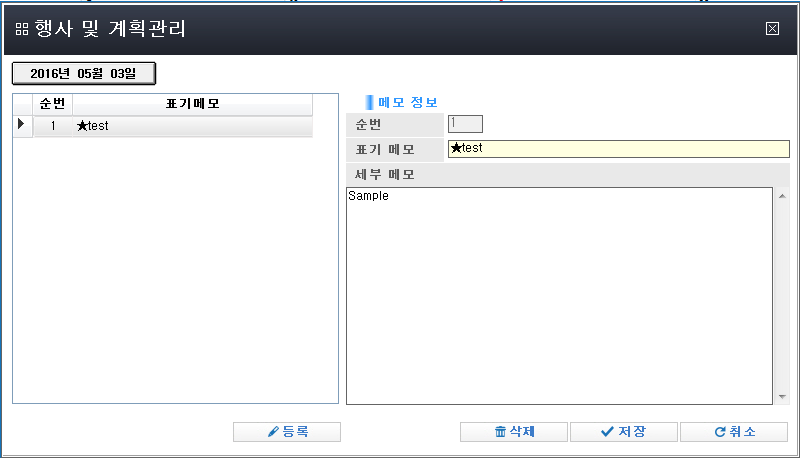 행사 및 계획관리
2016년 05월 03일
순번 표기메모
1 ★test
메모 정보
순번 1
표기 메모 ★test
세부 메모
Sample
등록 삭제 저장 취소